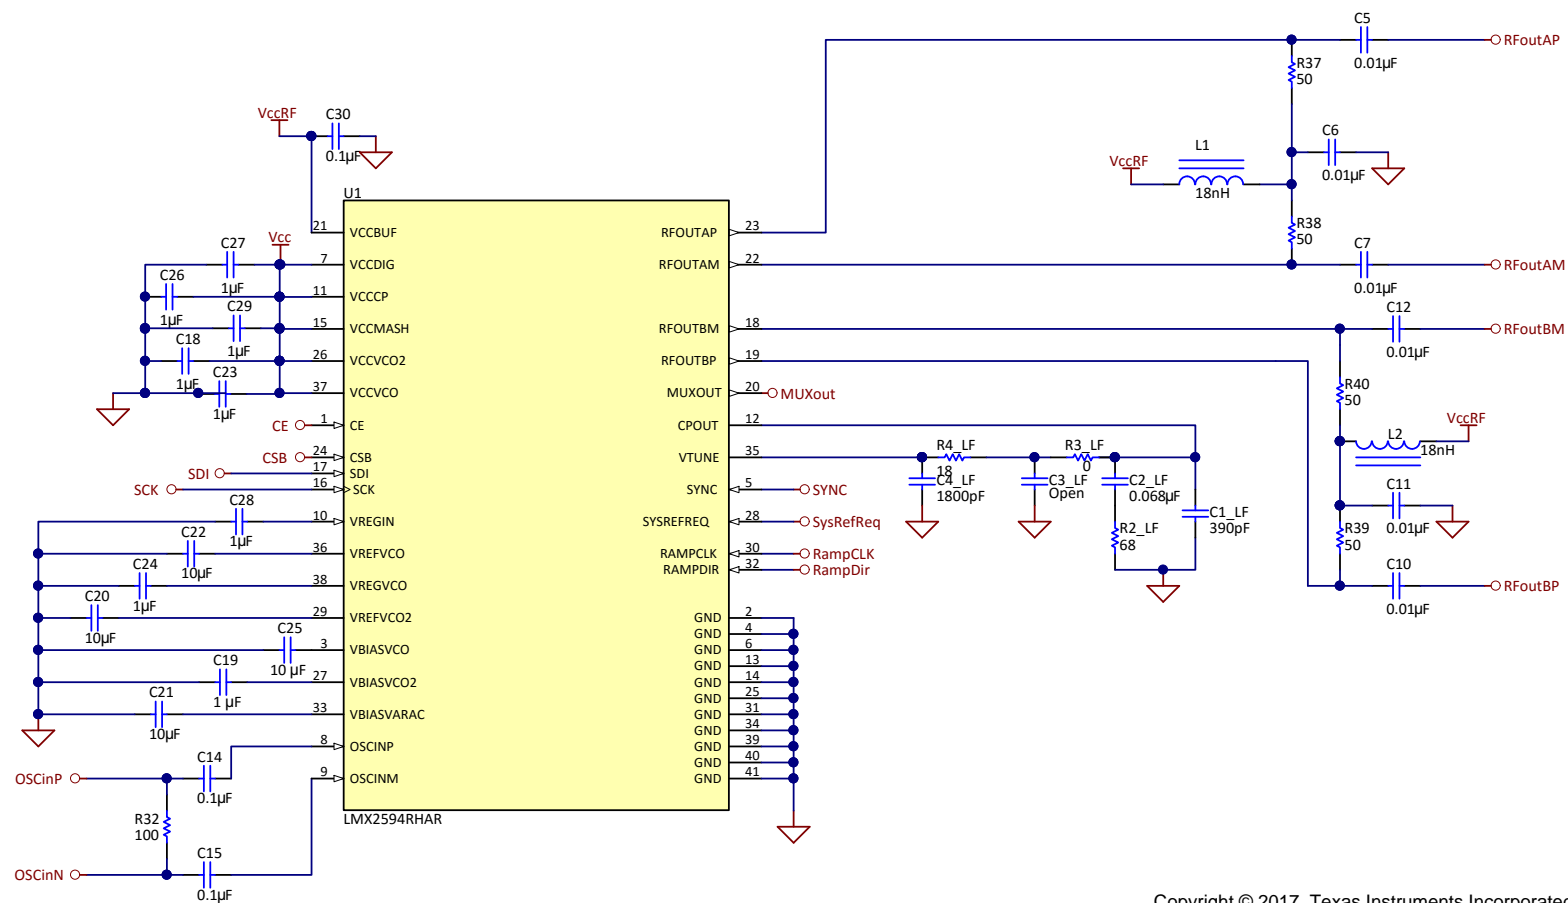 C5
RFoutAP
R37
50
0.01µF
VccRF
C30
0.1µF
C6
0.01µF
L1
VccRF
18nH
U1
21 VCCBUF
RFOUTAP 23
R38
50
C27
Vcc
1µF
7 VCCDIG
RFOUTAM 22
C7
0.01µF
RFoutAM
C26
1µF
11 VCCCP
C29
1µF
15 VCCMASH
RFOUTBM 18
C12
0.01µF
RFoutBM
C18
1µF
26 VCCVCO2
RFOUTBP 19
C23
1µF
37 VCCVCO
MUXOUT 20 MUXout
R40
50
CE 1 CE
CPOUT 12
VccRF
L2
18nH
CSB 24 CSB
VTUNE 35
R4_LF
18
R3_LF
0
SDI 17 SDI
C4_LF
1800pF
C3_LF
Open
C2_LF
0.068µF
SCK 16 SCK
SYNC 5 SYNC
C11
0.01µF
C28
1µF
10 VREGIN
SYSREFREQ 28 SysRefReq
C1_LF
390pF
R2_LF
68
R39
50
C22
10µF
36 VREFVCO
RAMPCLK 30 RampCLK
RAMPDIR 32 RampDir
C24
1µF
38 VREGVCO
C10
0.01µF
RFoutBP
C20
10µF
29 VREFVCO2
GND 2
GND 4
C25
10 µF
3 VBIASVCO
GND 6
GND 13
C19
1 µF
27 VBIASVCO2
GND 14
GND 25
C21
10µF
33 VBIASVARAC
GND 31
GND 34
8 OSCINP
GND 39
GND 40
OSCinP
C14
0.1µF
9 OSCINM
GND 41
R32
100
LMX2594RHAR
C15
0.1µF
OSCinN
Copyright © 2017, Texas Instruments Incorporated